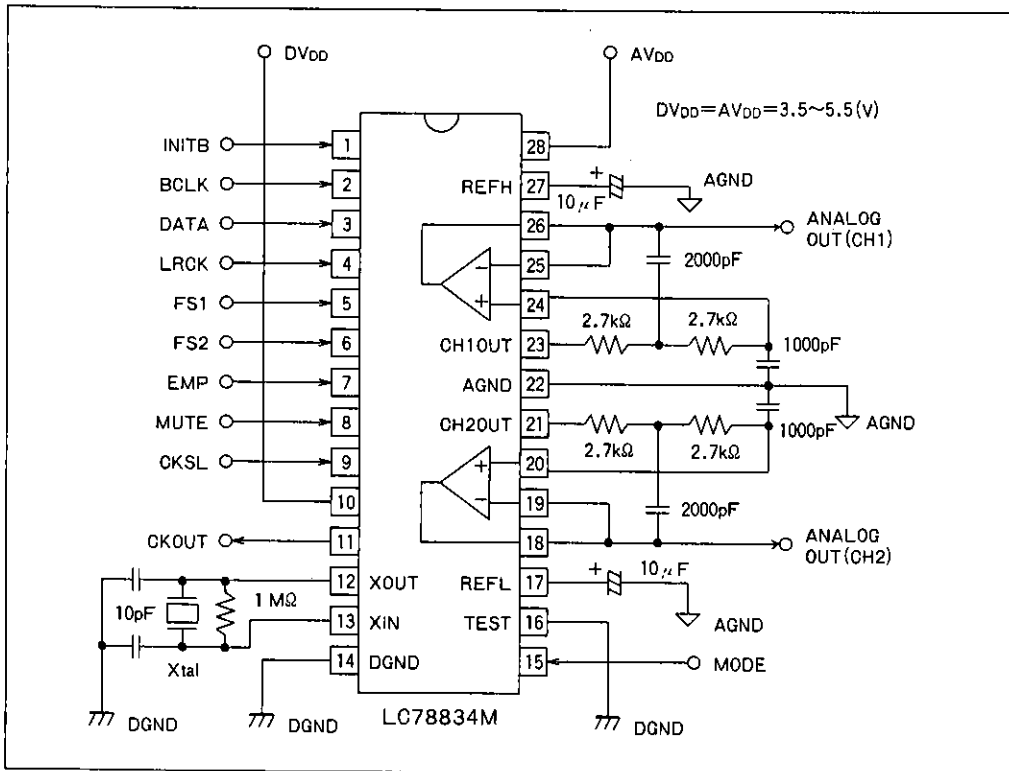 DVDD
AVDD
DVDD=AVDD=3.5~5.5(V)
INITB
1
28
BCLK
2
REFH
27
+
10μF
AGND
DATA
3
26
ANALOG
OUT(CH1)
LRCK
4
−
25
2000pF
FS1
5
+
24
FS2
6
CH1OUT
23
2.7kΩ
2.7kΩ
1000pF
EMP
7
AGND
22
AGND
MUTE
8
CH2OUT
21
2.7kΩ
2.7kΩ
1000pF
CKSL
9
+
20
10
−
19
2000pF
CKOUT
11
18
ANALOG
OUT(CH2)
12
XOUT
REFL
17
+
10μF
AGND
10pF
1MΩ
13
XIN
TEST
16
Xtal
14
DGND
15
MODE
DGND
DGND
LC78834M
DGND